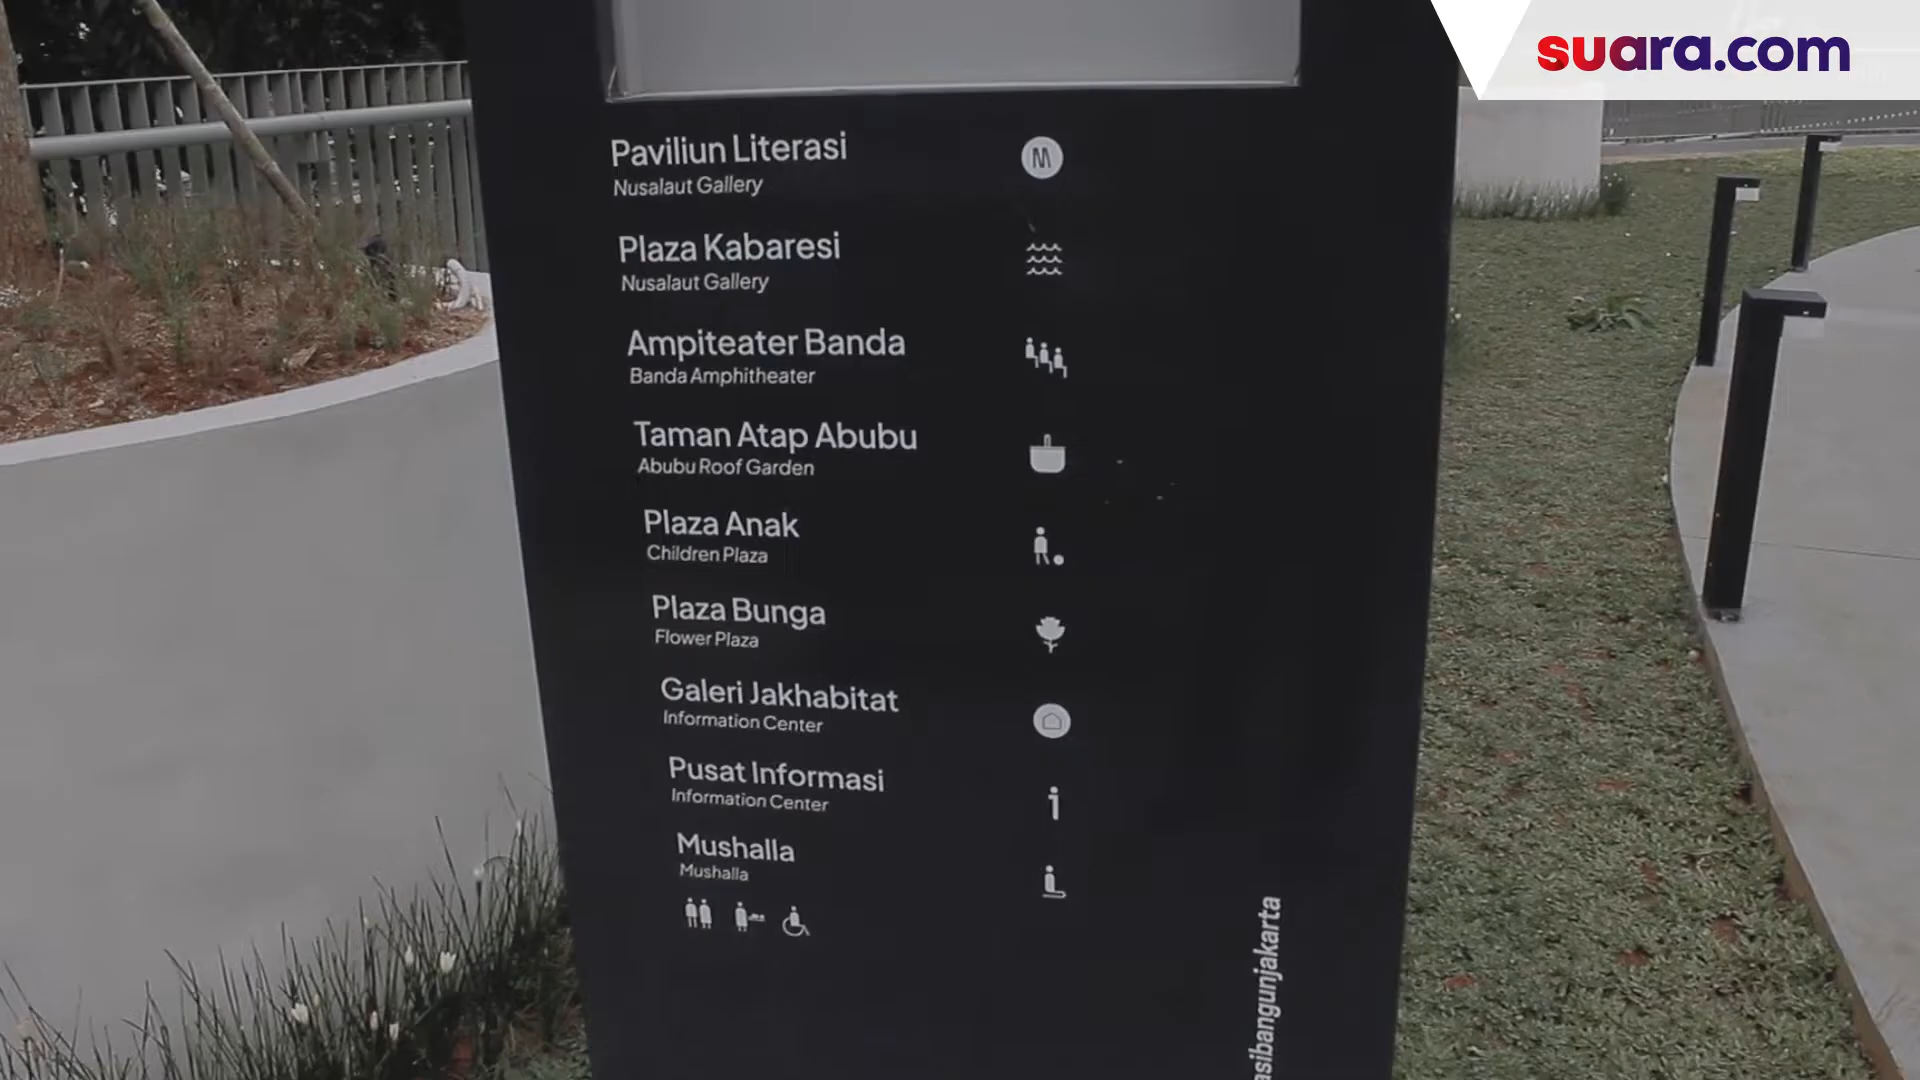 suara.com
Paviliun Literasi
Nusalaut Gallery
Plaza Kabaresi
Nusalaut Gallery
Ampiteater Banda
Banda Amphitheater
Taman Atap Abubu
Abubu Roof Garden
Plaza Anak
Children Plaza
Plaza Bunga
Flower Plaza
Galeri Jakhabitat
Information Center
Pusat Informasi
Information Center
Mushalla
Mushalla
asibangunjakarta